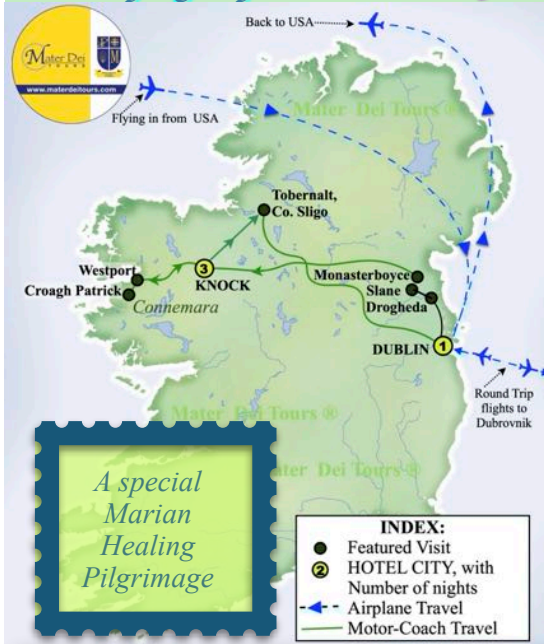 Mater Dei
TOURS
www.materdeitours.com
Back to USA
Flying in from USA
Mater Dei Tours ®
Tobernalt,
Co. Sligo
Westport
Croagh Patrick
Connemara
3
KNOCK
Monasterboyce
Slane
Drogheda
DUBLIN
1
Round Trip
flights to
Dubrovnik
Mater Dei Tours ®
Mater Dei Tours ®
A special
Marian
Healing
Pilgrimage
INDEX:
Featured Visit
2
HOTEL CITY, with
Number of nights
Airplane Travel
Motor-Coach Travel